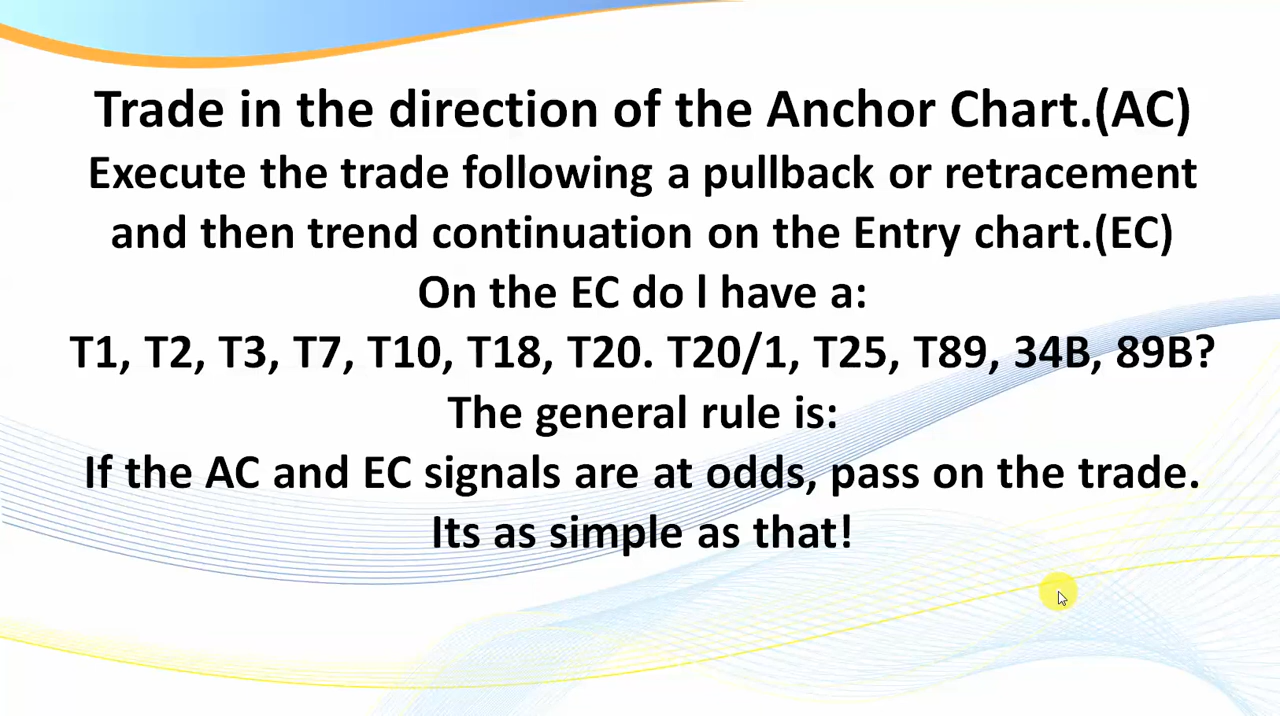 Trade in the direction of the Anchor Chart.(AC)
Execute the trade following a pullback or retracement
and then trend continuation on the Entry chart.(EC)
On the EC do I have a:
T1, T2, T3, T7, T10, T18, T20. T20/1, T25, T89, 34B, 89B?
The general rule is:
If the AC and EC signals are at odds, pass on the trade.
Its as simple as that!